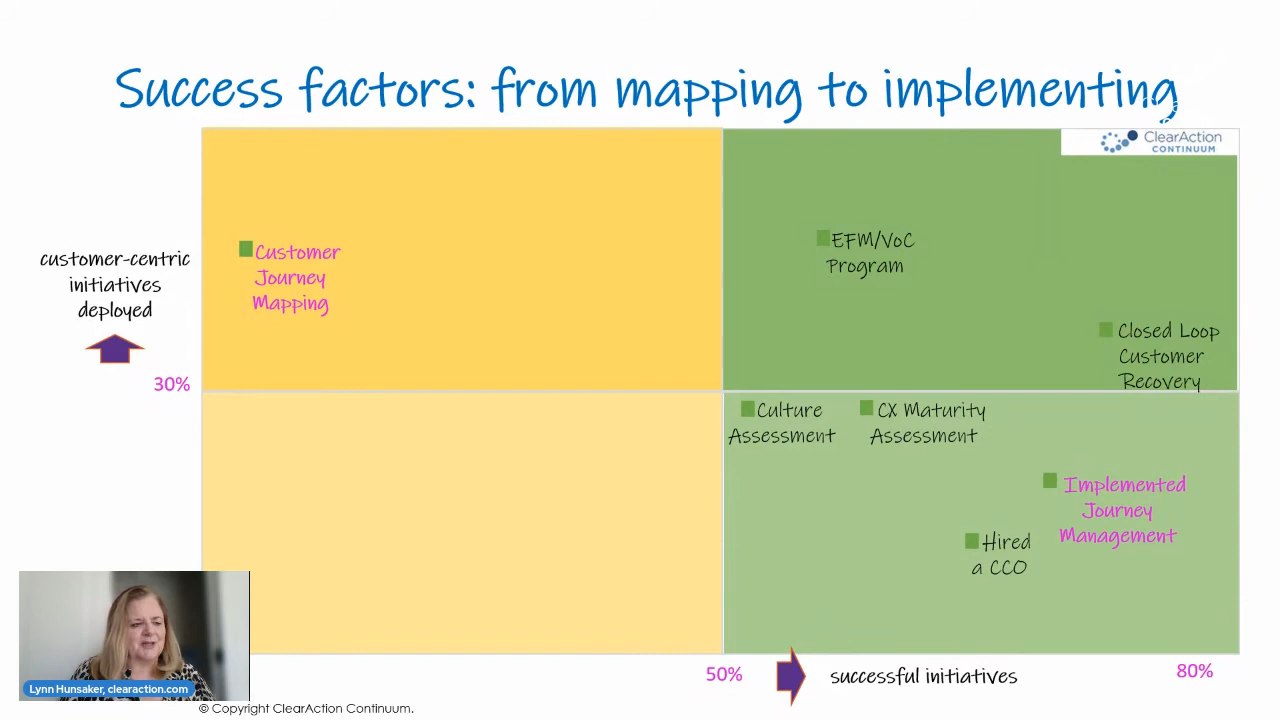 Success factors: from mapping to implementing
ClearAction
CONTINUUM
customer-centric
initiatives
deployed
30%
Customer
Journey
Mapping
EFM/VoC
Program
Closed Loop
Customer
Recovery
Culture
Assessment
CX Maturity
Assessment
Implemented
Journey
Management
Hired
a CCO
50%
successful initiatives
80%
Lynn Hunsaker, clearaction.com
© Copyright ClearAction Continuum.